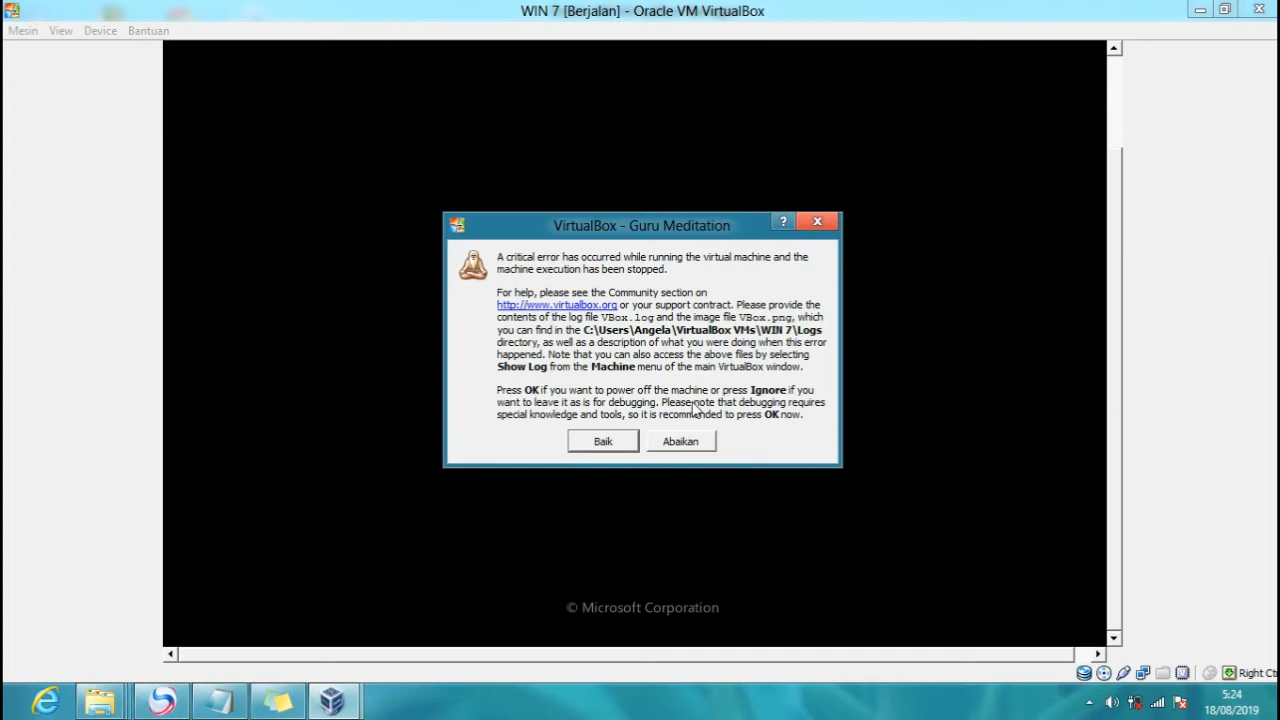 WIN 7 [Berjalan] - Oracle VM VirtualBox
Mesin View Device Bantuan
VirtualBox - Guru Meditation
A critical error has occurred while running the virtual machine and the
machine execution has been stopped.
For help, please see the Community section on
http://www.virtualbox.org or your support contract. Please provide the
contents of the log file VBox.log and the image file VBox.png, which
you can find in the C:\Users\Angela\VirtualBox VMs\WIN 7\Logs
directory, as well as a description of what you were doing when this error
happened. Note that you can also access the above files by selecting
Show Log from the Machine menu of the main VirtualBox window.
Press OK if you want to power off the machine or press Ignore if you
want to leave it as is for debugging. Please note that debugging requires
special knowledge and tools, so it is recommended to press OK now.
Baik Abaikan
© Microsoft Corporation
Right Ct
5:24
18/08/2019